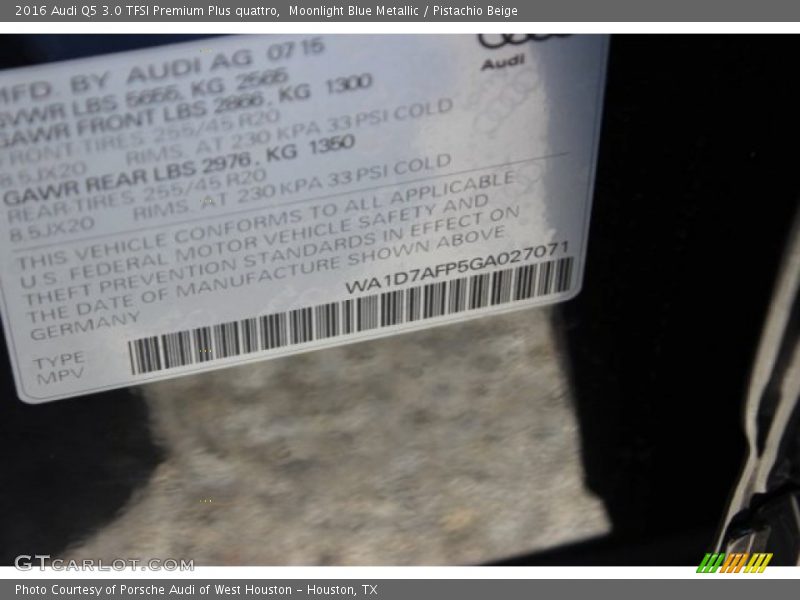 2016 Audi Q5 3.0 TFSI Premium Plus quattro,  Moonlight Blue Metallic / Pistachio Beige
MFD. BY AUDI AG 07 15
GVWR LBS 5655, KG 2565
GAWR FRONT LBS 2866, KG 1300
FRONT TIRES 255/45 R20
8.5JX20 RIMS. AT 230 KPA 33 PSI COLD
GAWR REAR LBS 2976, KG 1350
REAR-TIRES 255/45 R20
8.5JX20 RIMS. AT 230 KPA 33 PSI COLD
Audi
THIS VEHICLE CONFORMS TO ALL APPLICABLE
U.S. FEDERAL MOTOR VEHICLE SAFETY AND
THEFT PREVENTION STANDARDS IN EFFECT ON
THE DATE OF MANUFACTURE SHOWN ABOVE
GERMANY
WA1D7AFP5GA027071
TYPE
MPV
GTCARLOT.COM
Photo Courtesy of Porsche Audi of West Houston - Houston, TX